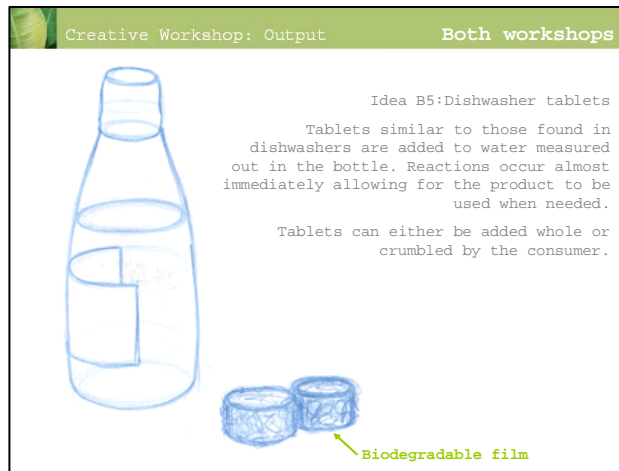 Creative Workshop: Output
Both workshops
Idea B5:Dishwasher tablets
Tablets similar to those found in
dishwashers are added to water measured
out in the bottle. Reactions occur almost
immediately allowing for the product to be
used when needed.
Tablets can either be added whole or
crumbled by the consumer.
Biodegradable film